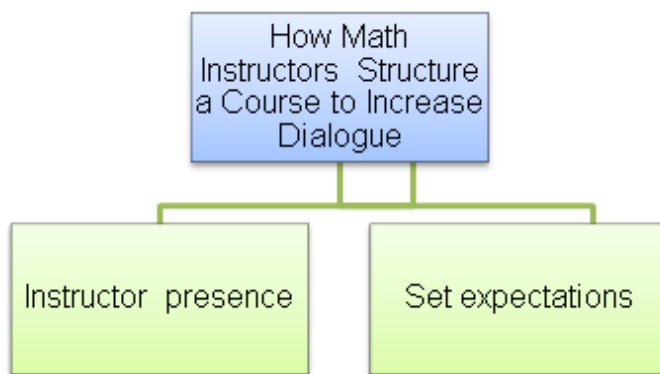 How Math
Instructors Structure
a Course to Increase
Dialogue
Instructor presence
Set expectations